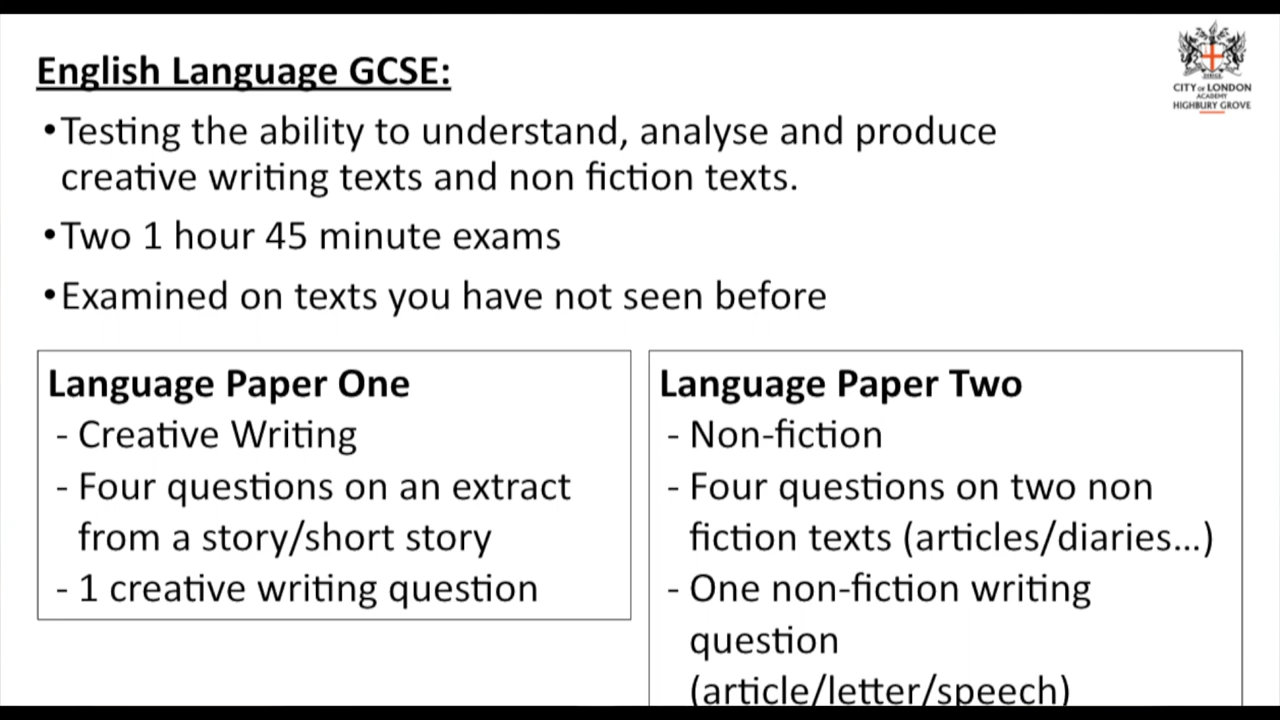 English Language GCSE:
CITY OF LONDON
ACADEMY
HIGHBURY GROVE
•Testing the ability to understand, analyse and produce
creative writing texts and non fiction texts.
•Two 1 hour 45 minute exams
•Examined on texts you have not seen before
Language Paper One
- Creative Writing
- Four questions on an extract
from a story/short story
- 1 creative writing question
Language Paper Two
- Non-fiction
- Four questions on two non
fiction texts (articles/diaries...)
- One non-fiction writing
question
(article/letter/speech)